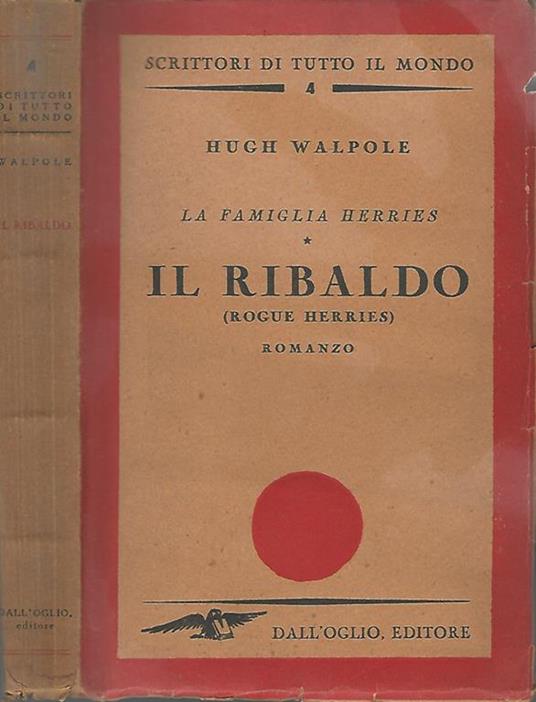 4
SCRITTORI
DI TUTTO
IL MONDO
WALPOLE
IL RIBALDO
DALL'OGLIO,
editore
SCRITTORI DI TUTTO IL MONDO
4
HUGH WALPOLE
LA FAMIGLIA HERRIES
★
IL RIBALDO
(ROGUE HERRIES)
ROMANZO
DALL'OGLIO, EDITORE